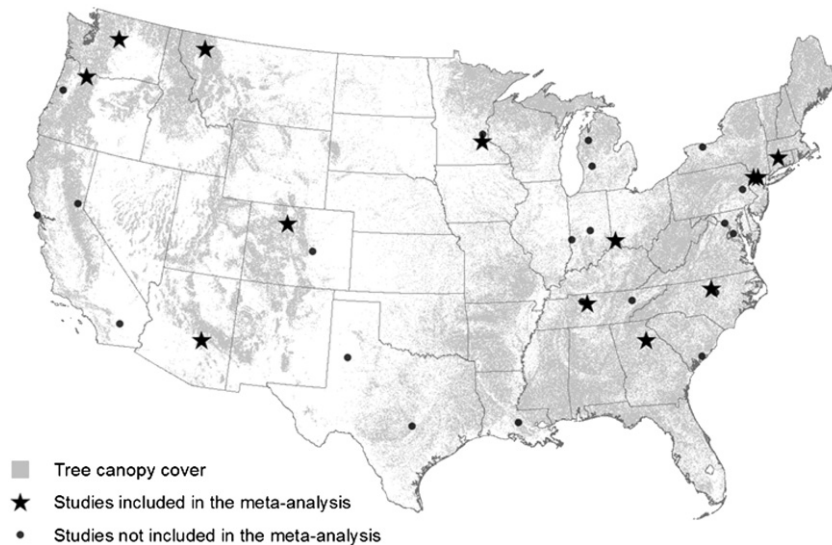 Tree canopy cover
Studies included in the meta-analysis
Studies not included in the meta-analysis